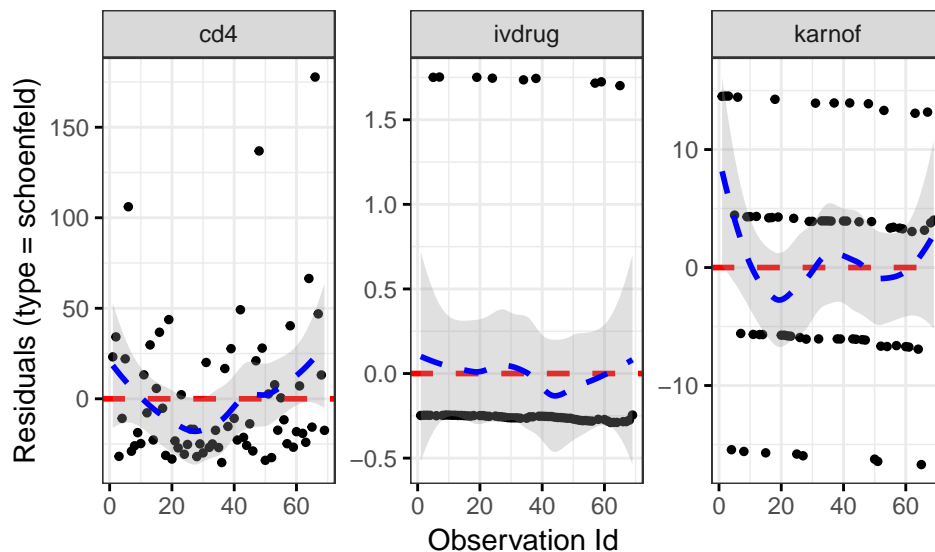 cd4 ivdrug karnof
Residuals (type = schoenfeld)
150
100
50
0
1.5
1.0
0.5
0.0
−0.5
10
0
−10
0 20 40 60
0 20 40 60
0 20 40 60
Observation Id